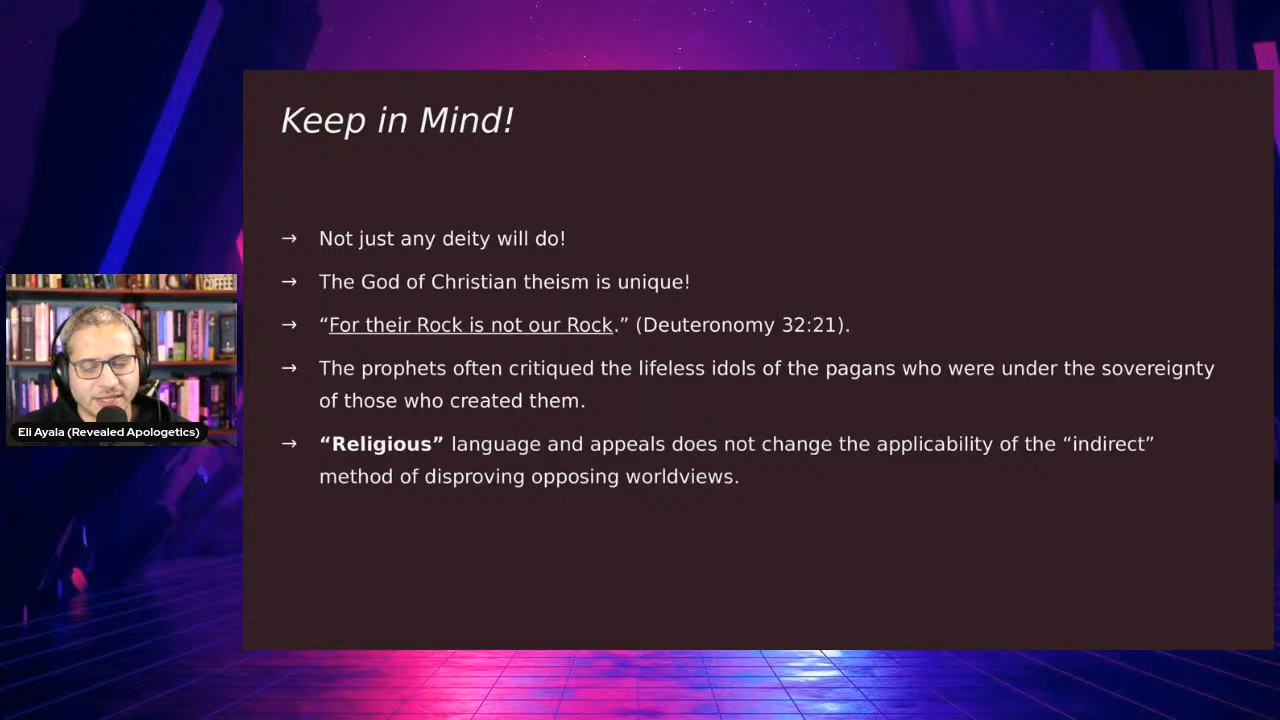 Keep in Mind!
→ Not just any deity will do!
→ The God of Christian theism is unique!
→ “For their Rock is not our Rock.” (Deuteronomy 32:21).
→ The prophets often critiqued the lifeless idols of the pagans who were under the sovereignty
of those who created them.
→ “Religious” language and appeals does not change the applicability of the “indirect”
method of disproving opposing worldviews.
COFFEE
Eli Ayala (Revealed Apologetics)